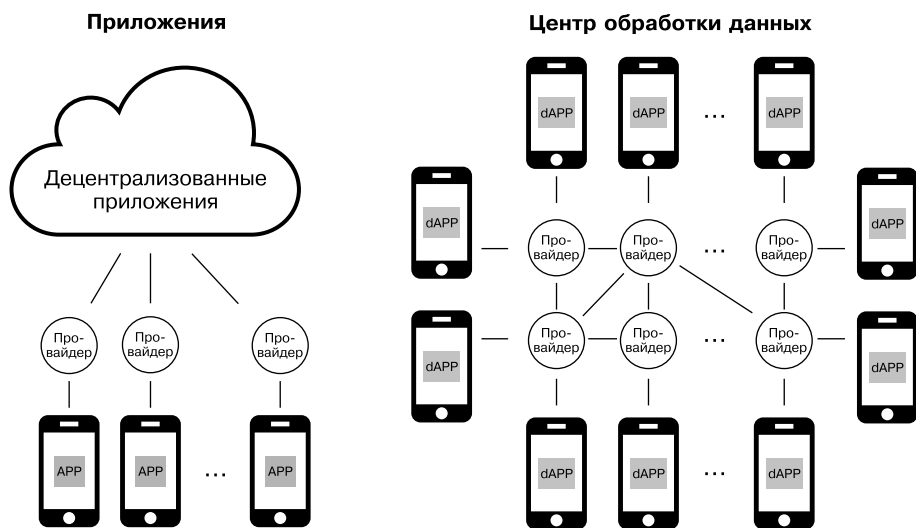 Приложения
Децентрализованные
приложения
Про-
вайдер
Про-
вайдер
Про-
вайдер
APP
APP
...
APP
Центр обработки данных
dAPP
dAPP
...
dAPP
dAPP
dAPP
Про-
вайдер
Про-
вайдер
...
Про-
вайдер
dAPP
dAPP
Про-
вайдер
Про-
вайдер
...
Про-
вайдер
dAPP
dAPP
...
dAPP